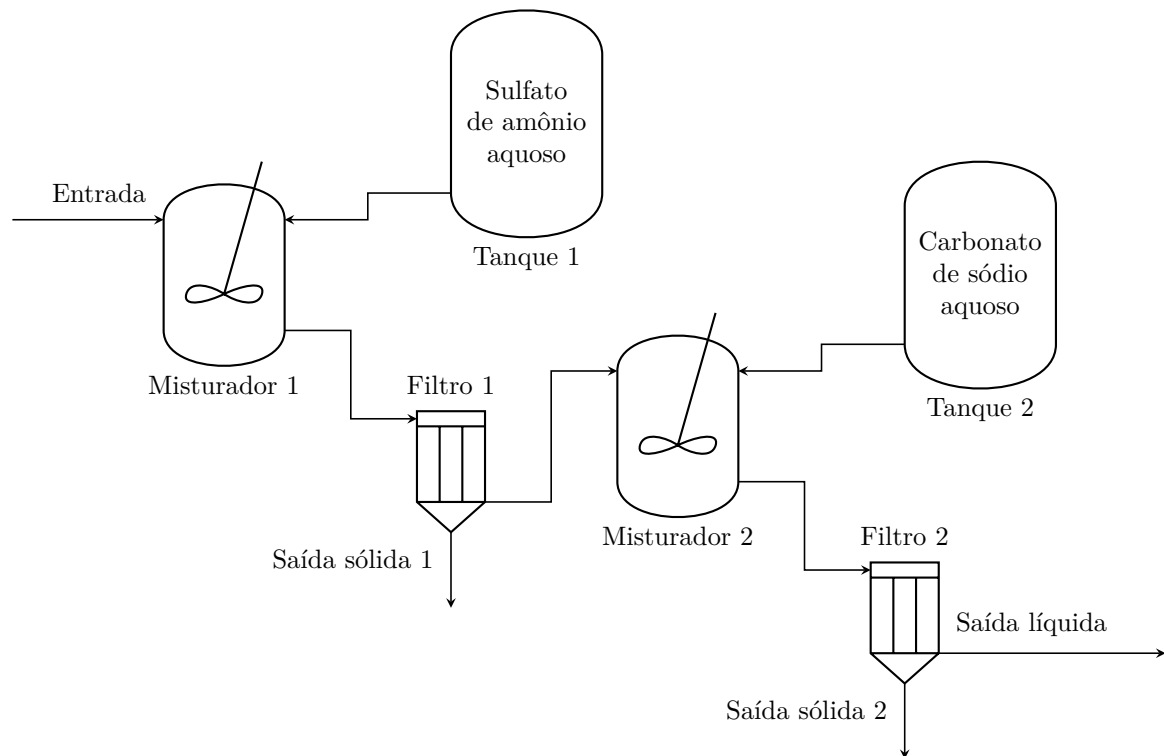 Sulfato
de amônio
aquoso
Entrada
Tanque 1
Carbonato
de sódio
aquoso
Misturador 1
Filtro 1
Tanque 2
Misturador 2
Filtro 2
Saída sólida 1
Saída líquida
Saída sólida 2